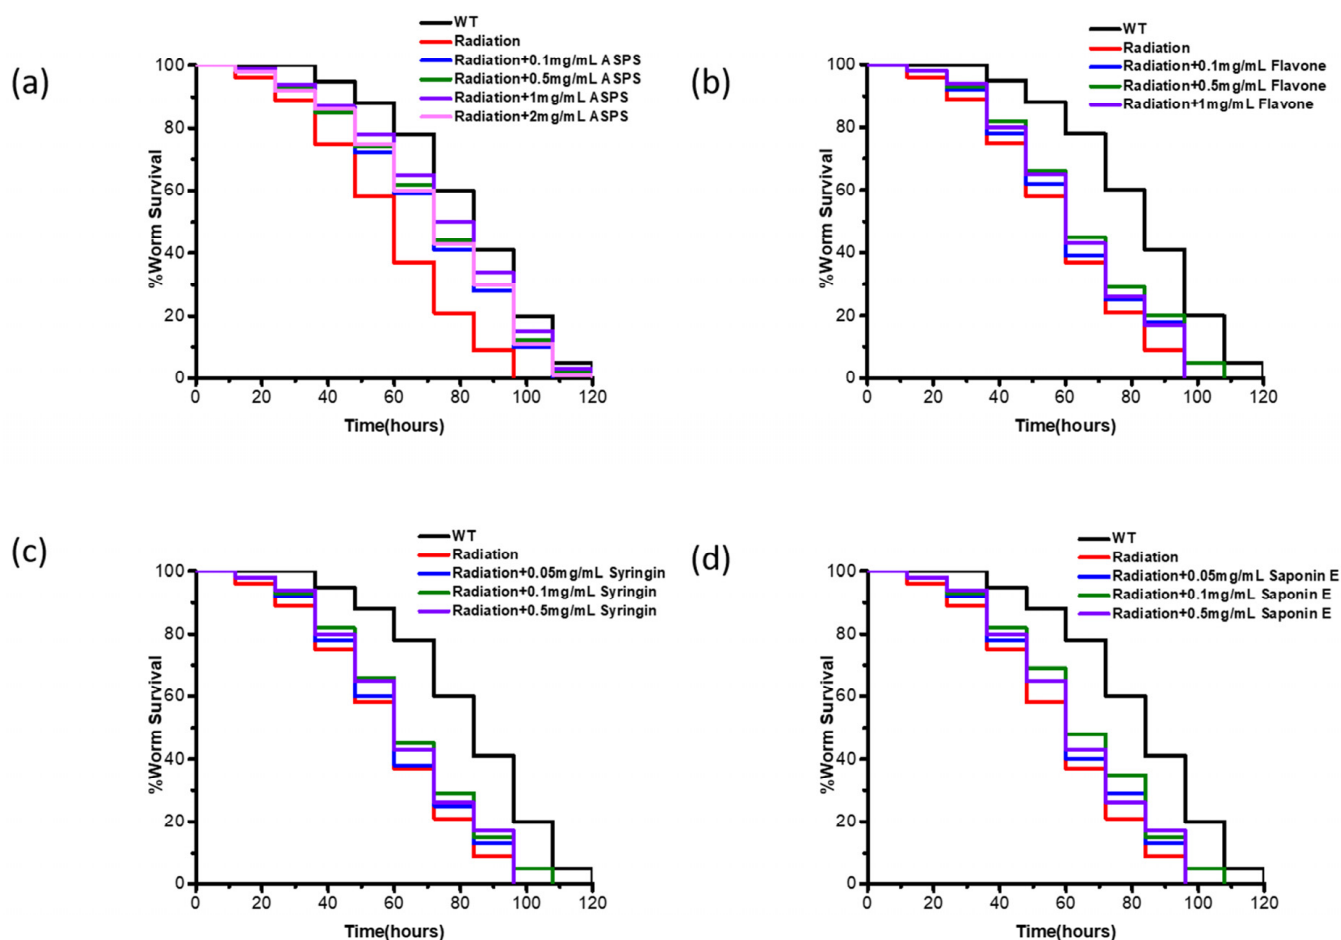 (a)
WT
Radiation
Radiation+0.1mg/mL ASPS
Radiation+0.5mg/mL ASPS
Radiation+1mg/mL ASPS
Radiation+2mg/mL ASPS
100
80
60
40
20
0
%Worm Survival
0 20 40 60 80 100 120
Time(hours)
(b)
WT
Radiation
Radiation+0.1mg/mL Flavone
Radiation+0.5mg/mL Flavone
Radiation+1mg/mL Flavone
100
80
60
40
20
0
%Worm Survival
0 20 40 60 80 100 120
Time(hours)
(c)
WT
Radiation
Radiation+0.05mg/mL Syringin
Radiation+0.1mg/mL Syringin
Radiation+0.5mg/mL Syringin
100
80
60
40
20
0
%Worm Survival
0 20 40 60 80 100 120
Time(hours)
(d)
WT
Radiation
Radiation+0.05mg/mL Saponin E
Radiation+0.1mg/mL Saponin E
Radiation+0.5mg/mL Saponin E
100
80
60
40
20
0
%Worm Survival
0 20 40 60 80 100 120
Time(hours)